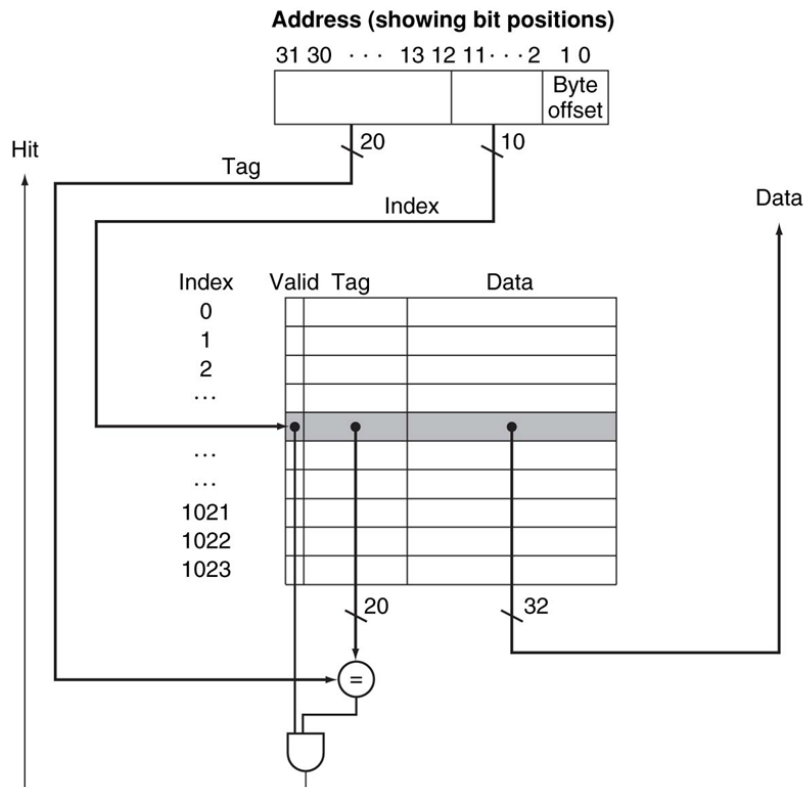 Address (showing bit positions)
31 30 ··· 13 12 11···2 1 0
Byte
offset
20
10
Hit
Tag
Index
Data
Index Valid Tag Data
0
1
2
...
...
...
1021
1022
1023
20
32
=